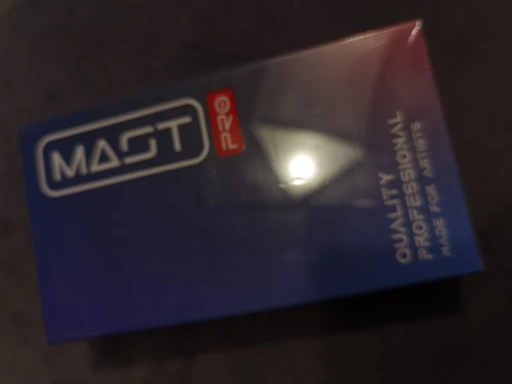 MAST
PRO
QUALITY
PROFESSIONAL
MADE FOR ARTISTS